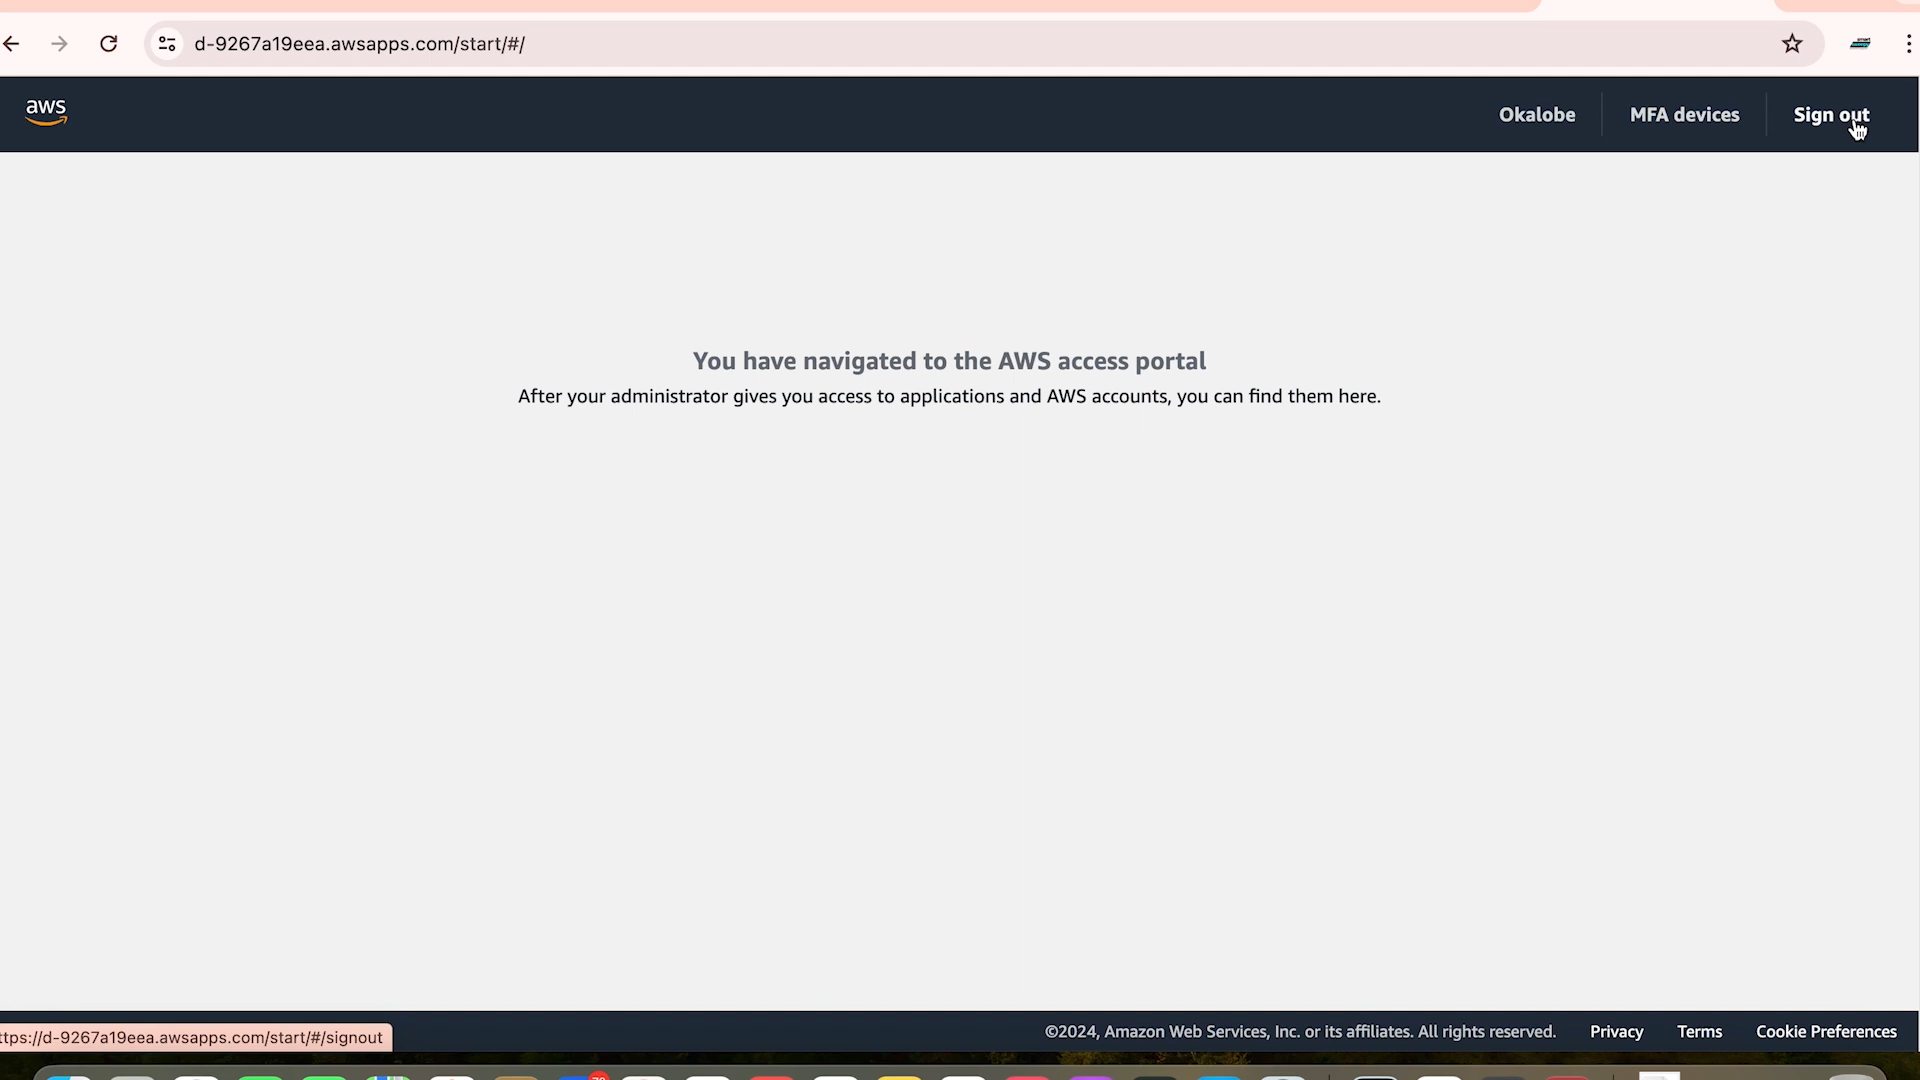 d-9267a19eea.awsapps.com/start/#/
aws
Okalobe
MFA devices
Sign out
You have navigated to the AWS access portal
After your administrator gives you access to applications and AWS accounts, you can find them here.
ttps://d-9267a19eea.awsapps.com/start/#/signout
©2024, Amazon Web Services, Inc. or its affiliates. All rights reserved.
Privacy
Terms
Cookie Preferences